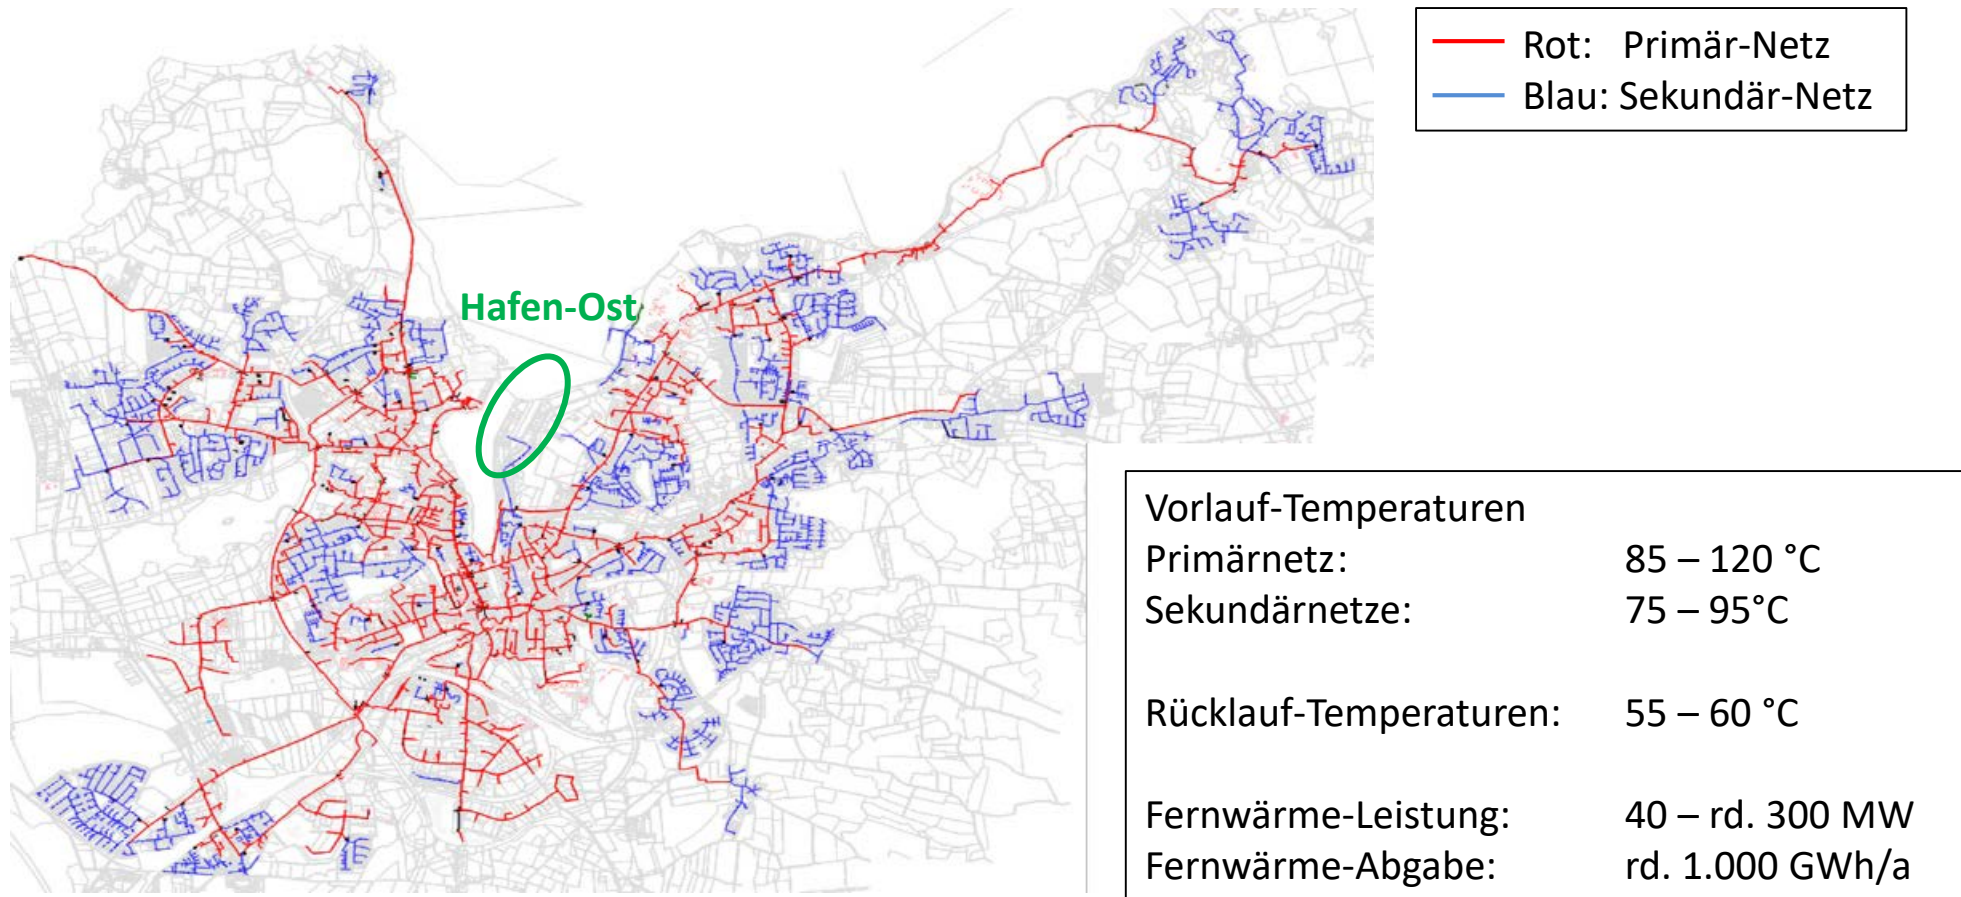 Rot: Primär-Netz
Blau: Sekundär-Netz
Hafen-Ost
Vorlauf-Temperaturen
Primärnetz: 85 – 120 °C
Sekundärnetze: 75 – 95°C
Rücklauf-Temperaturen: 55 – 60 °C
Fernwärme-Leistung: 40 – rd. 300 MW
Fernwärme-Abgabe: rd. 1.000 GWh/a